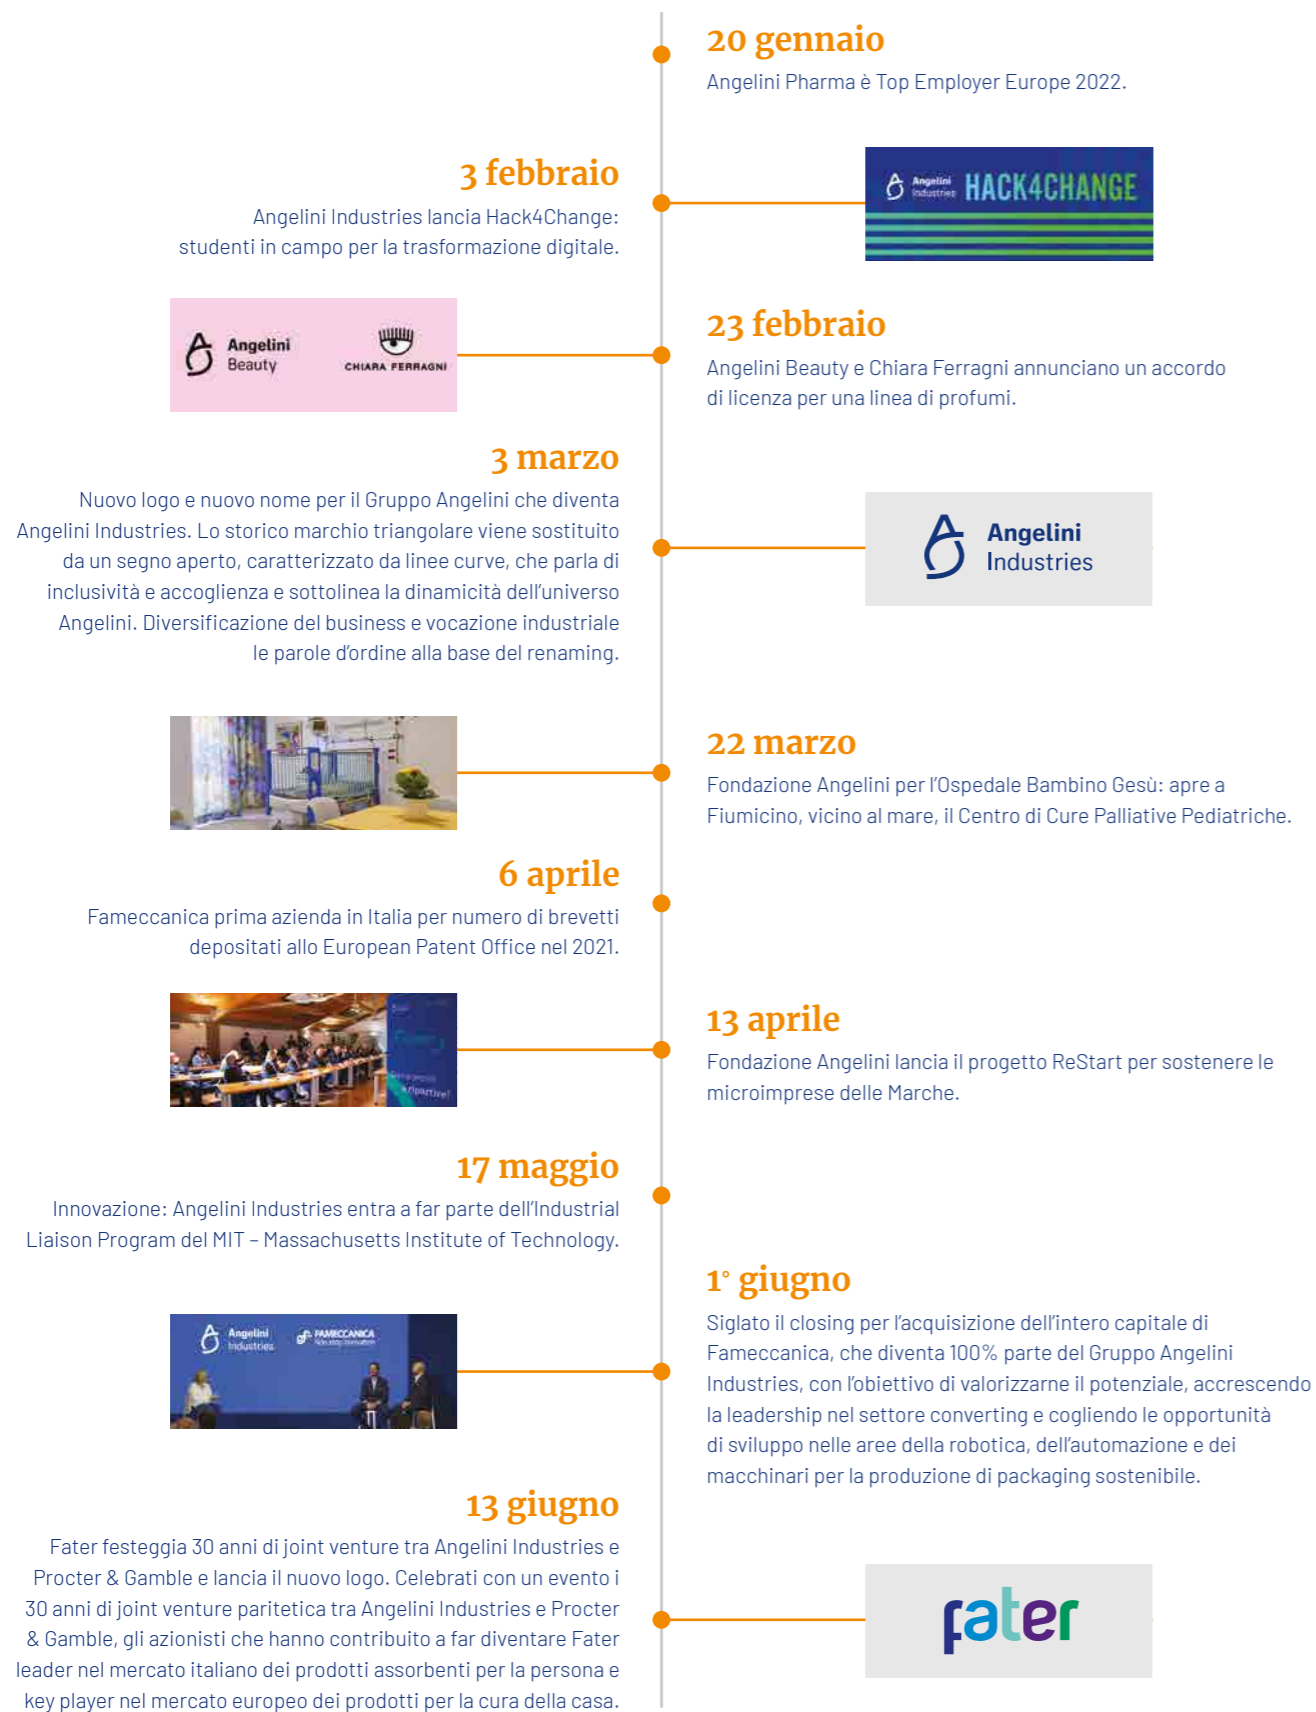 20 gennaio
Angelini Pharma è Top Employer Europe 2022.
3 febbraio
Angelini Industries lancia Hack4Change:
studenti in campo per la trasformazione digitale.
Angelini
Industries
HACK4CHANGE
Angelini
Beauty
CHIARA FERRAGNI
23 febbraio
Angelini Beauty e Chiara Ferragni annunciano un accordo
di licenza per una linea di profumi.
3 marzo
Nuovo logo e nuovo nome per il Gruppo Angelini che diventa
Angelini Industries. Lo storico marchio triangolare viene sostituito
da un segno aperto, caratterizzato da linee curve, che parla di
inclusività e accoglienza e sottolinea la dinamicità dell’universo
Angelini. Diversificazione del business e vocazione industriale
le parole d’ordine alla base del renaming.
Angelini
Industries
22 marzo
Fondazione Angelini per l’Ospedale Bambino Gesù: apre a
Fiumicino, vicino al mare, il Centro di Cure Palliative Pediatriche.
6 aprile
Fameccanica prima azienda in Italia per numero di brevetti
depositati allo European Patent Office nel 2021.
a ripartire?
13 aprile
Fondazione Angelini lancia il progetto ReStart per sostenere le
microimprese delle Marche.
17 maggio
Innovazione: Angelini Industries entra a far parte dell’Industrial
Liaison Program del MIT – Massachusetts Institute of Technology.
Angelini
Industries
FAMECCANICA
1° giugno
Siglato il closing per l’acquisizione dell’intero capitale di
Fameccanica, che diventa 100% parte del Gruppo Angelini
Industries, con l’obiettivo di valorizzarne il potenziale, accrescendo
la leadership nel settore converting e cogliendo le opportunità
di sviluppo nelle aree della robotica, dell’automazione e dei
macchinari per la produzione di packaging sostenibile.
13 giugno
Fater festeggia 30 anni di joint venture tra Angelini Industries e
Procter & Gamble e lancia il nuovo logo. Celebrati con un evento i
30 anni di joint venture paritetica tra Angelini Industries e Procter
& Gamble, gli azionisti che hanno contribuito a far diventare Fater
leader nel mercato italiano dei prodotti assorbenti per la persona e
key player nel mercato europeo dei prodotti per la cura della casa.
fater